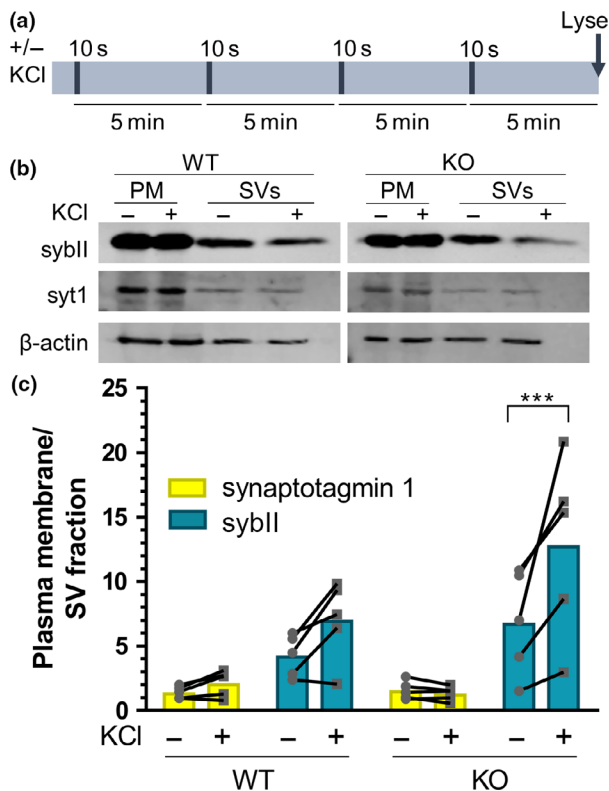 (a)
Lyse
+/– 10 s 10 s 10 s 10 s
KCl
5 min 5 min 5 min 5 min
(b) WT KO
PM SVs PM SVs
KCl – + – + – + – +
sybII
syt1
β-actin
(c)
Plasma membrane/
SV fraction
25
20
15
10
5
0
***
synaptotagmin 1
sybII
KCl – + – + – + – +
WT KO